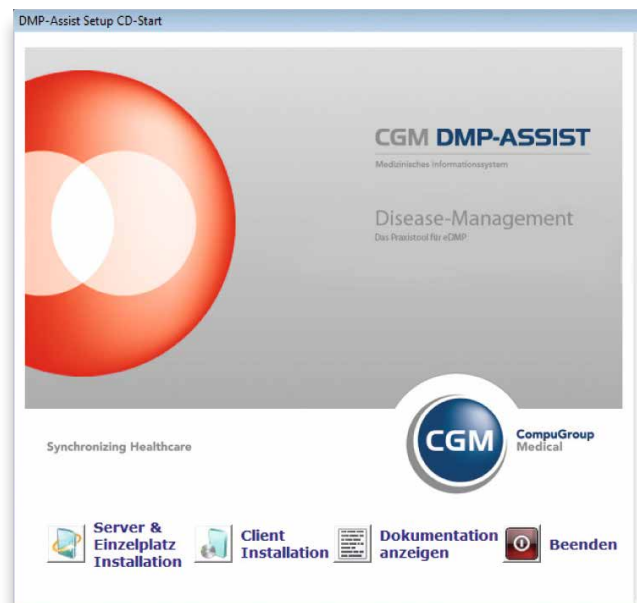 DMP-Assist Setup CD-Start
CGM DMP-ASSIST
Medizinisches Informationssystem
Disease-Management
Das Praxistool für eDMP
Synchronizing Healthcare
CGM
CompuGroup
Medical
Server &
Einzelplatz
Installation
Client
Installation
Dokumentation
anzeigen
Beenden